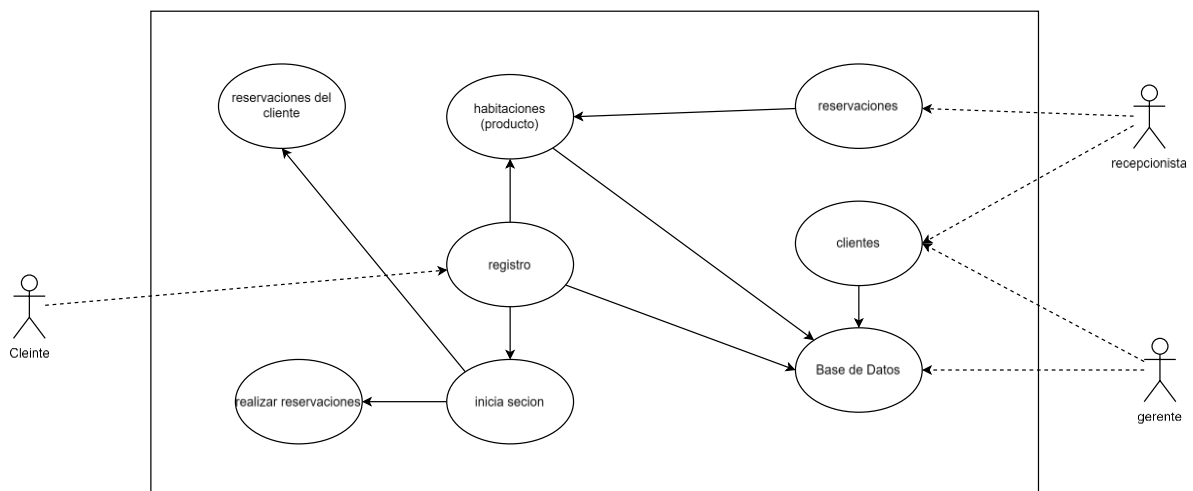 reservaciones del
cliente
habitaciones
(producto)
reservaciones
recepcionista
clientes
registro
Cleinte
Base de Datos
realizar reservaciones
inicia secion
gerente